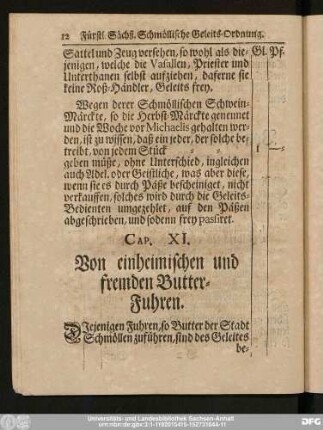 12 Fürstl. Sächß. Schmöllische Geleits-Ordnung.
Gl. Pf.
Sattel und Zeug versehen, so wohl als die-
jenigen, welche die Vasallen, Priester und
Unterthanen selbst aufziehen, daferne sie
keine Roß-Händler, Geleits frey.
Wegen derer Schmöllischen Schwein-
Märckte, so die Herbst-Märckte genennet
und die Woche vor Michaelis gehalten wer-
den, ist zu wissen, daß ein jeder, der solche be-
treibt, von jedem Stück 1 —
geben müße, ohne Unterschied, ingleichen
auch Adel. oder Geistliche, was aber diese,
wenn sie es durch Päße bescheiniget, nicht
verkauffen, solches wird durch die Geleits-
Bedienten umgezehlet, auf den Päßen
abgeschrieben, und sodenn frey passiret.
CAP. XI.
Von einheimischen und
fremden Butter-
Fuhren.
DIejenigen Fuhren, so Butter der Stadt
Schmöllen zuführen, sind des Geleites
be-
Universitäts- und Landesbibliothek Sachsen-Anhalt